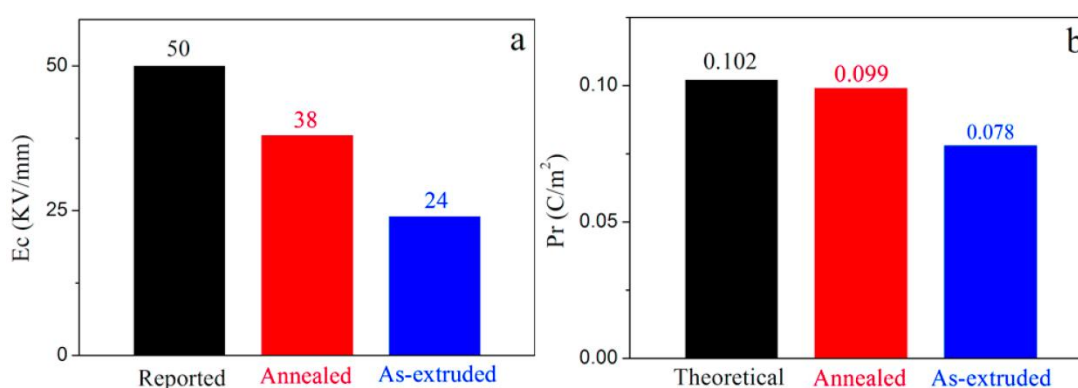 a
50
50
38
25
24
0
Ec (KV/mm)
Reported Annealed As-extruded
b
0.102
0.099
0.10
0.078
0.05
0.00
Pr (C/m²)
Theoretical Annealed As-extruded